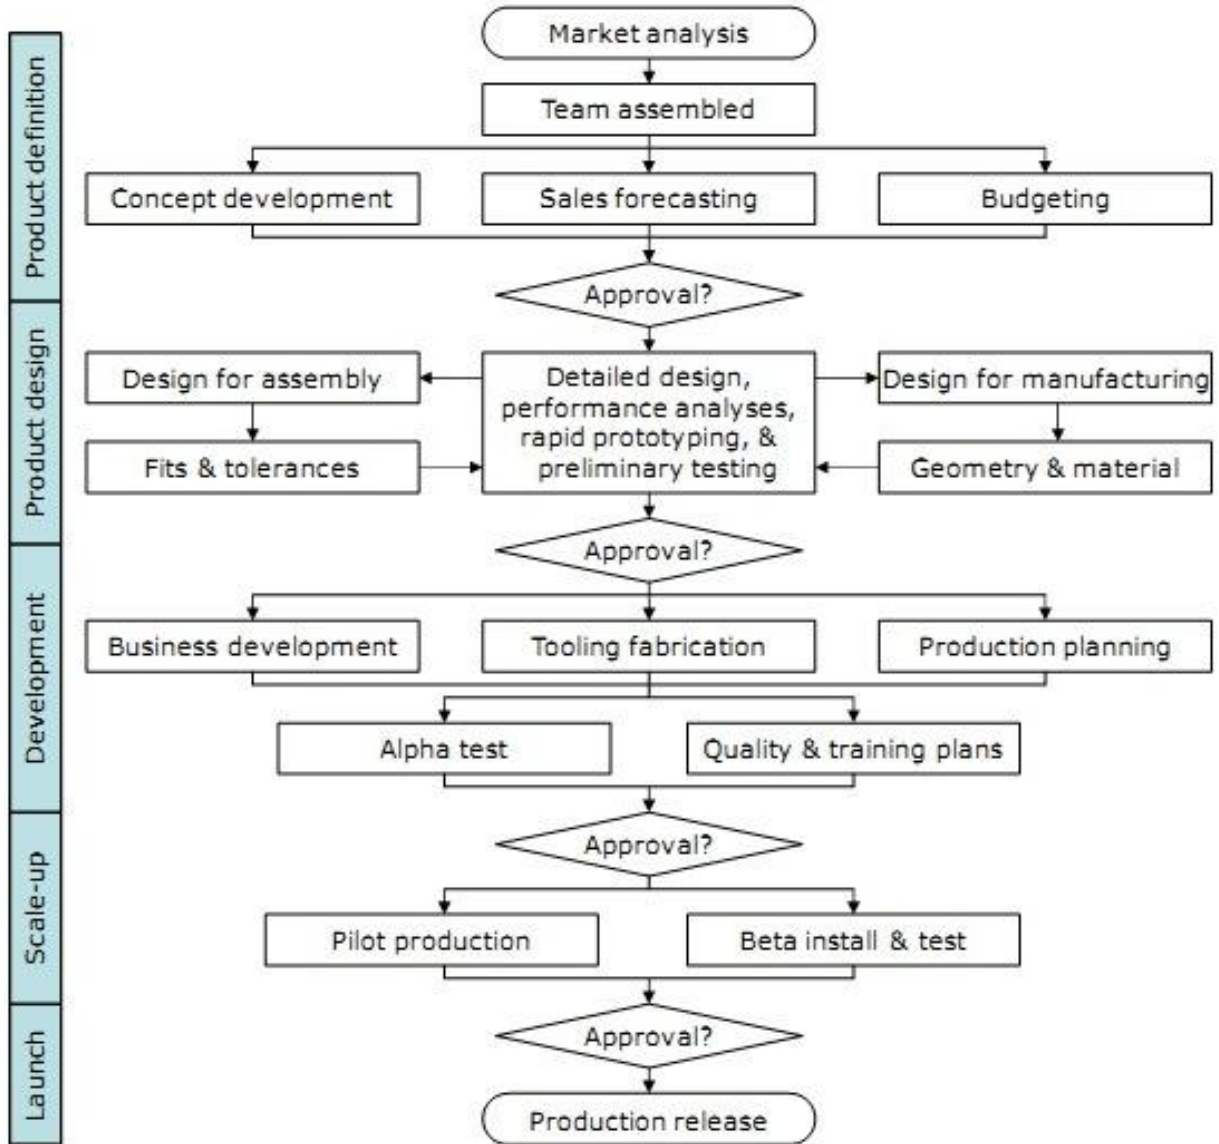 Market analysis
Product definition
Team assembled
Concept development
Sales forecasting
Budgeting
Approval?
Product design
Design for assembly
Detailed design,
performance analyses,
rapid prototyping, &
preliminary testing
Design for manufacturing
Fits & tolerances
Geometry & material
Approval?
Development
Business development
Tooling fabrication
Production planning
Alpha test
Quality & training plans
Approval?
Scale-up
Pilot production
Beta install & test
Approval?
Launch
Production release